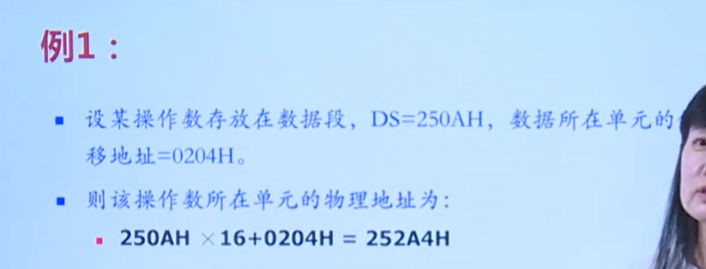 例1：
设某操作数存放在数据段，DS=250AH，数据所在单元的
移地址=0204H。
则该操作数所在单元的物理地址为：
250AH ×16+0204H = 252A4H